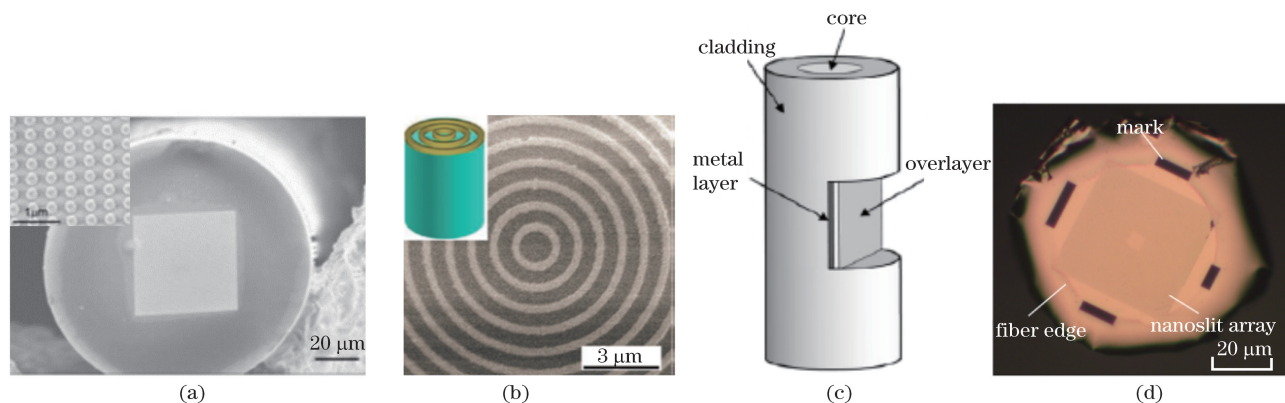 1μm
20 μm
(a)
3 μm
(b)
core
cladding
metal
layer
overlayer
(c)
mark
fiber edge
nanoslit array
20 μm
(d)